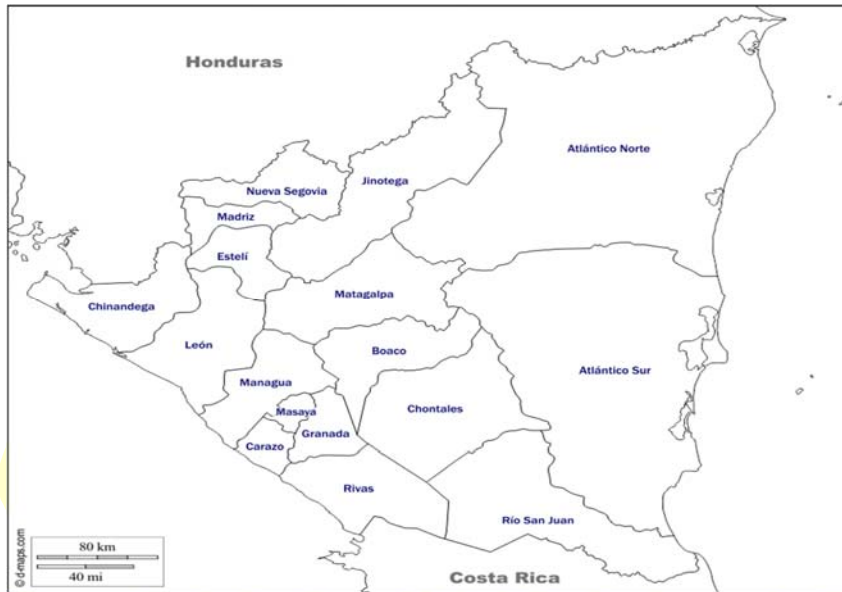 Honduras
Atlántico Norte
Jinotega
Nueva Segovia
Madriz
Estelí
Matagalpa
Chinandega
León
Boaco
Atlántico Sur
Managua
Chontales
Masaya
Granada
Carazo
Rivas
Río San Juan
80 km
40 mi
© d-maps.com
Costa Rica